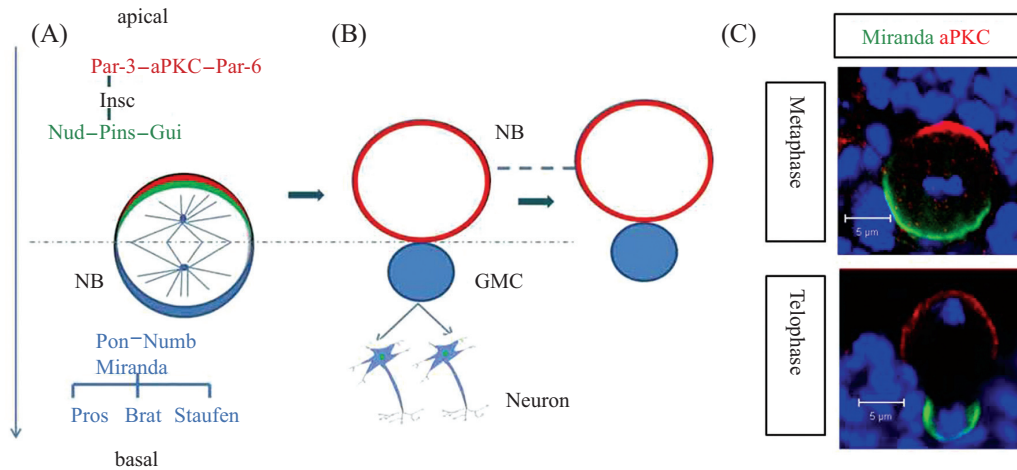 apical
(A)
Par-3–aPKC–Par-6
Insc
Nud–Pins–Gui
NB
Pon–Numb
Miranda
Pros Brat Staufen
basal
(B)
NB
GMC
Neuron
(C)
Miranda aPKC
Metaphase
5 µm
Telophase
5 µm